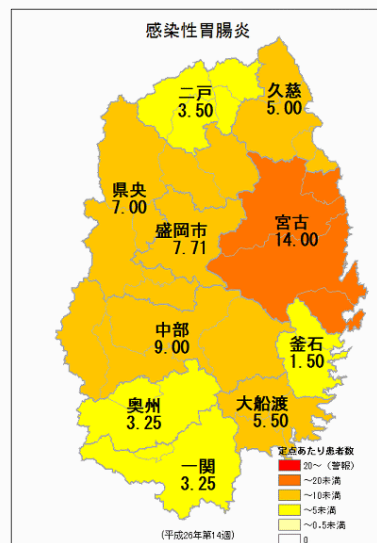 感染性胃腸炎
二戸
3.50
久慈
5.00
県央
7.00
盛岡市
7.71
宮古
14.00
中部
9.00
釜石
1.50
奥州
3.25
大船渡
5.50
一関
3.25
定点あたり患者数
20~ (警報)
~20未満
~10未満
~5未満
~0.5未満
0
(平成26年第14週)